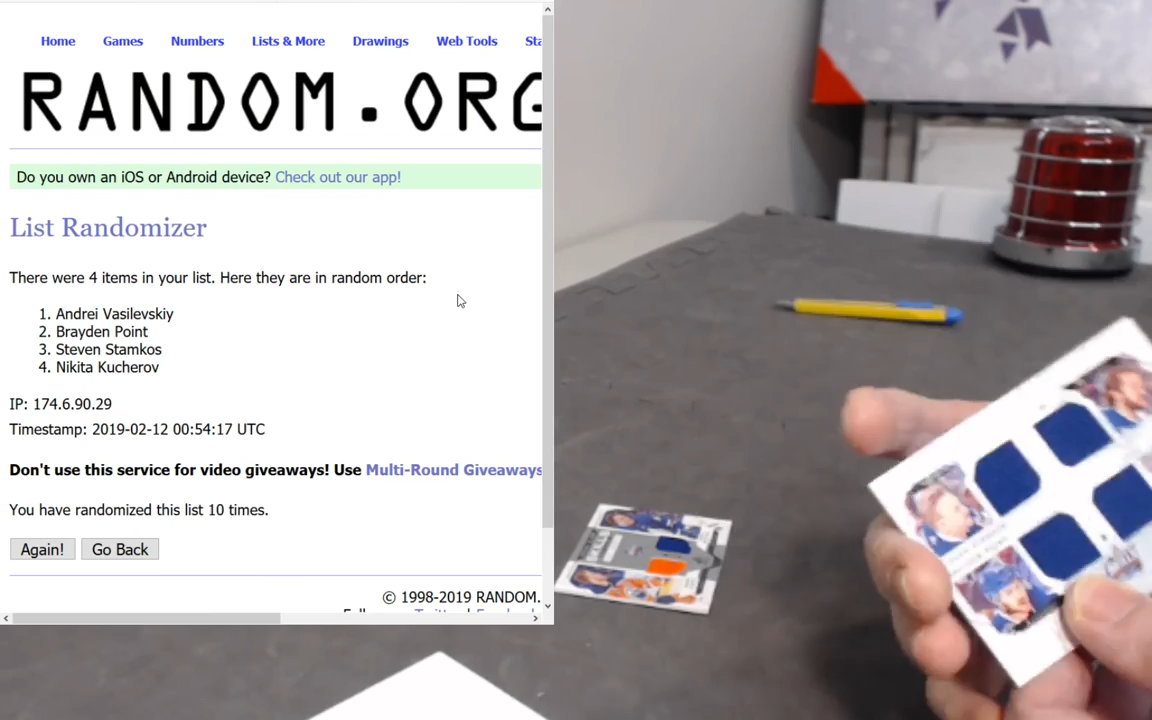 Home Games Numbers Lists & More Drawings Web Tools Sta
RANDOM.ORG
Do you own an iOS or Android device? Check out our app!
List Randomizer
There were 4 items in your list. Here they are in random order:
1. Andrei Vasilevskiy
2. Brayden Point
3. Steven Stamkos
4. Nikita Kucherov
IP: 174.6.90.29
Timestamp: 2019-02-12 00:54:17 UTC
Don't use this service for video giveaways! Use Multi-Round Giveaways
You have randomized this list 10 times.
Again! Go Back
© 1998-2019 RANDOM.